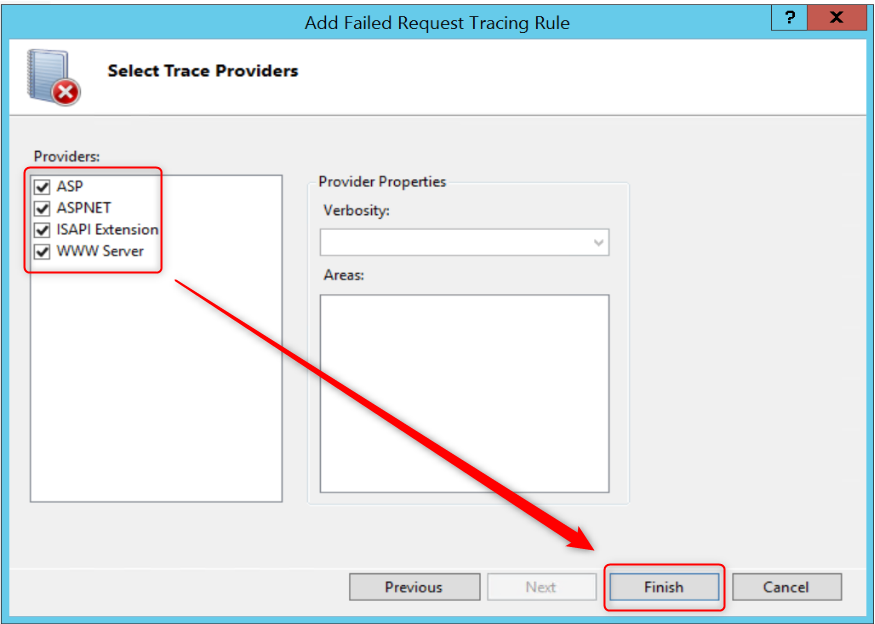 Add Failed Request Tracing Rule
?
X
Select Trace Providers
Providers:
ASP
ASPNET
ISAPI Extension
WWW Server
Provider Properties
Verbosity:
Areas:
Previous
Next
Finish
Cancel